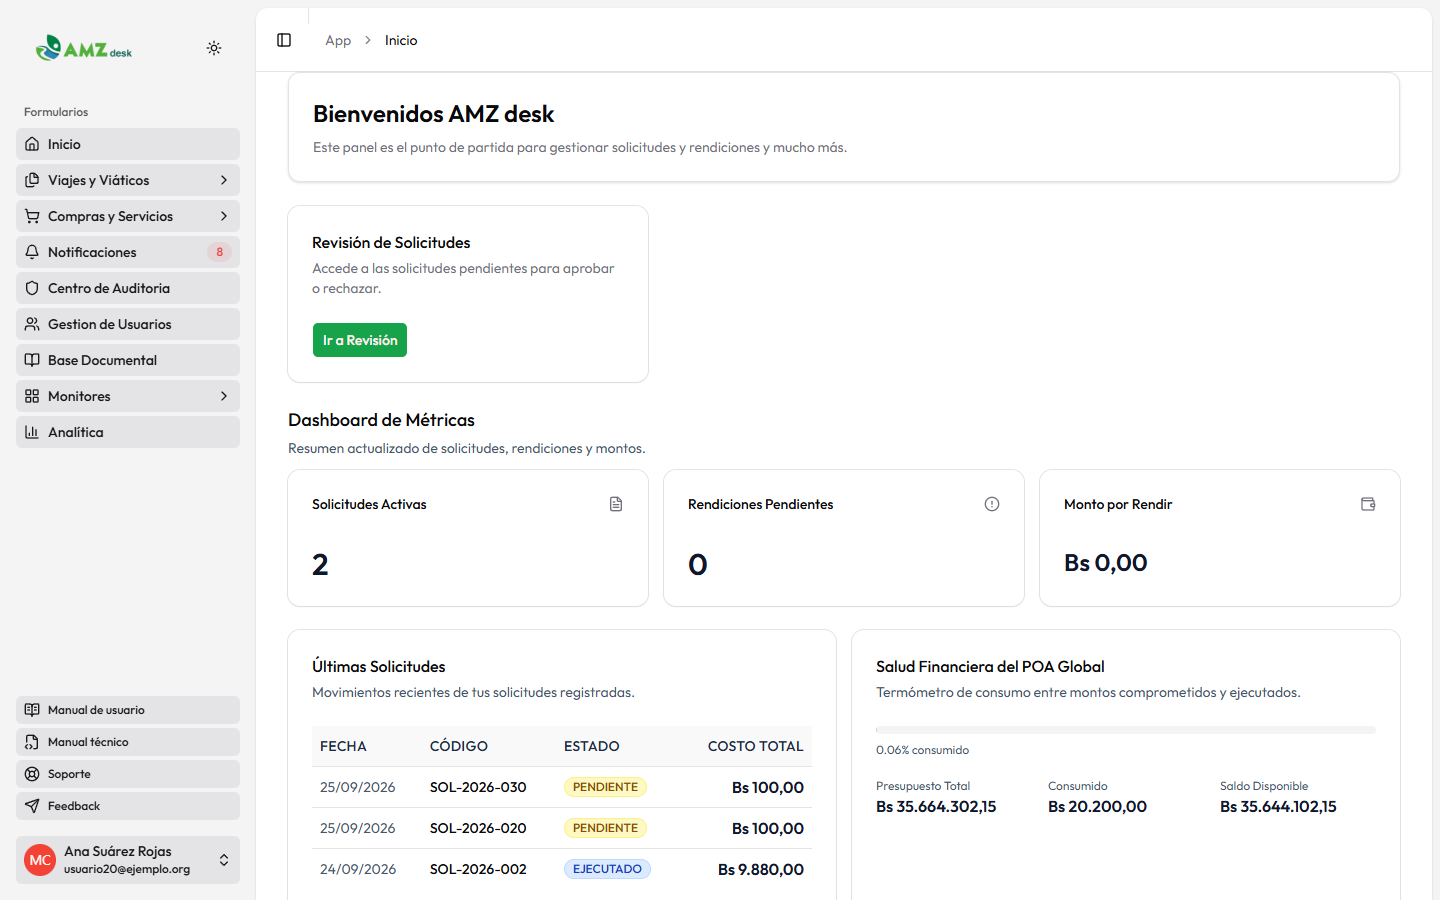 AMZ desk
Formularios
Inicio
Viajes y Viáticos
Compras y Servicios
Notificaciones 8
Centro de Auditoria
Gestion de Usuarios
Base Documental
Monitores
Analítica
Manual de usuario
Manual técnico
Soporte
Feedback
MC
Ana Suárez Rojas
usuario20@ejemplo.org
App > Inicio
Bienvenidos AMZ desk
Este panel es el punto de partida para gestionar solicitudes y rendiciones y mucho más.
Revisión de Solicitudes
Accede a las solicitudes pendientes para aprobar
o rechazar.
Ir a Revisión
Dashboard de Métricas
Resumen actualizado de solicitudes, rendiciones y montos.
Solicitudes Activas
2
Rendiciones Pendientes
0
Monto por Rendir
Bs 0,00
Últimas Solicitudes
Movimientos recientes de tus solicitudes registradas.
FECHA CÓDIGO ESTADO COSTO TOTAL
25/09/2026 SOL-2026-030 PENDIENTE Bs 100,00
25/09/2026 SOL-2026-020 PENDIENTE Bs 100,00
24/09/2026 SOL-2026-002 EJECUTADO Bs 9.880,00
Salud Financiera del POA Global
Termómetro de consumo entre montos comprometidos y ejecutados.
0.06% consumido
Presupuesto Total Consumido Saldo Disponible
Bs 35.664.302,15 Bs 20.200,00 Bs 35.644.102,15